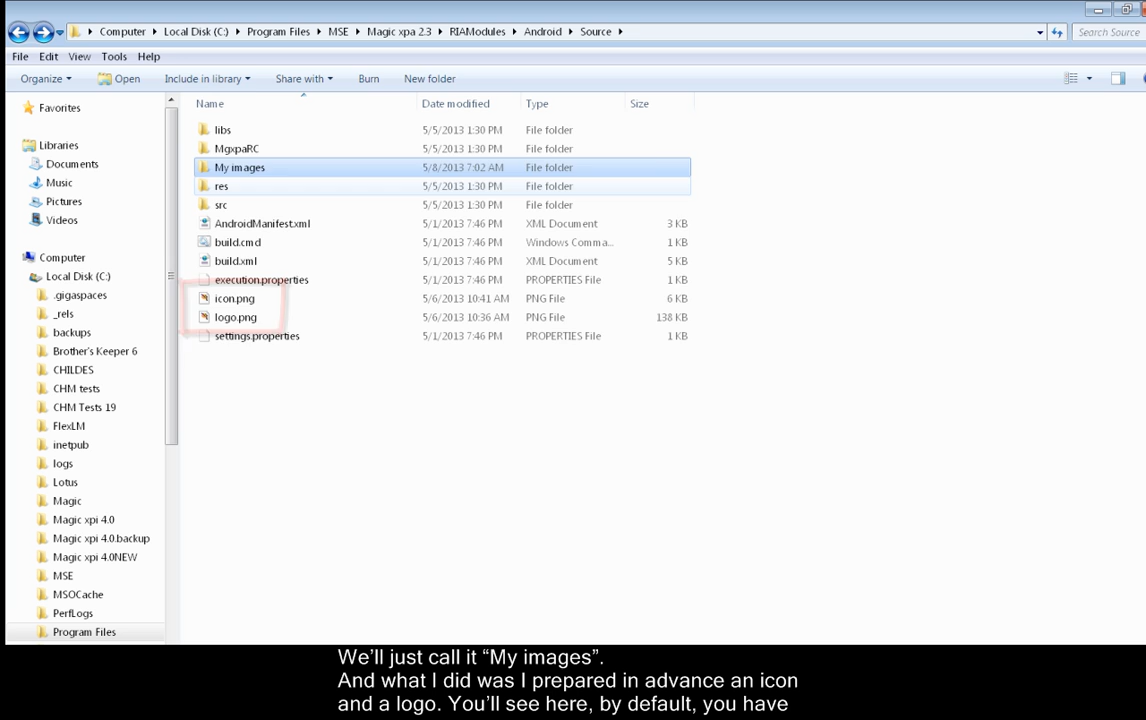 Computer Local Disk (C:) Program Files MSE Magic xpa 2.3 RIAModules Android Source Search Source
File Edit View Tools Help
Organize Open Include in library Share with Burn New folder
Favorites
Libraries
Documents
Music
Pictures
Videos
Computer
Local Disk (C:)
.gigaspaces
_rels
backups
Brother's Keeper 6
CHILDES
CHM tests
CHM Tests 19
FlexLM
inetpub
logs
Lotus
Magic
Magic xpi 4.0
Magic xpi 4.0.backup
Magic xpi 4.0NEW
MSE
MSOCache
PerfLogs
Program Files
Name Date modified Type Size
libs 5/5/2013 1:30 PM File folder
MgxpaRC 5/5/2013 1:30 PM File folder
My images 5/8/2013 7:02 AM File folder
res 5/5/2013 1:30 PM File folder
src 5/5/2013 1:30 PM File folder
AndroidManifest.xml 5/1/2013 7:46 PM XML Document 3 KB
build.cmd 5/1/2013 7:46 PM Windows Comma... 1 KB
build.xml 5/1/2013 7:46 PM XML Document 5 KB
execution.properties 5/1/2013 7:46 PM PROPERTIES File 1 KB
icon.png 5/6/2013 10:41 AM PNG File 6 KB
logo.png 5/6/2013 10:36 AM PNG File 138 KB
settings.properties 5/1/2013 7:46 PM PROPERTIES File 1 KB
We'll just call it “My images”.
And what I did was I prepared in advance an icon
and a logo. You'll see here, by default, you have